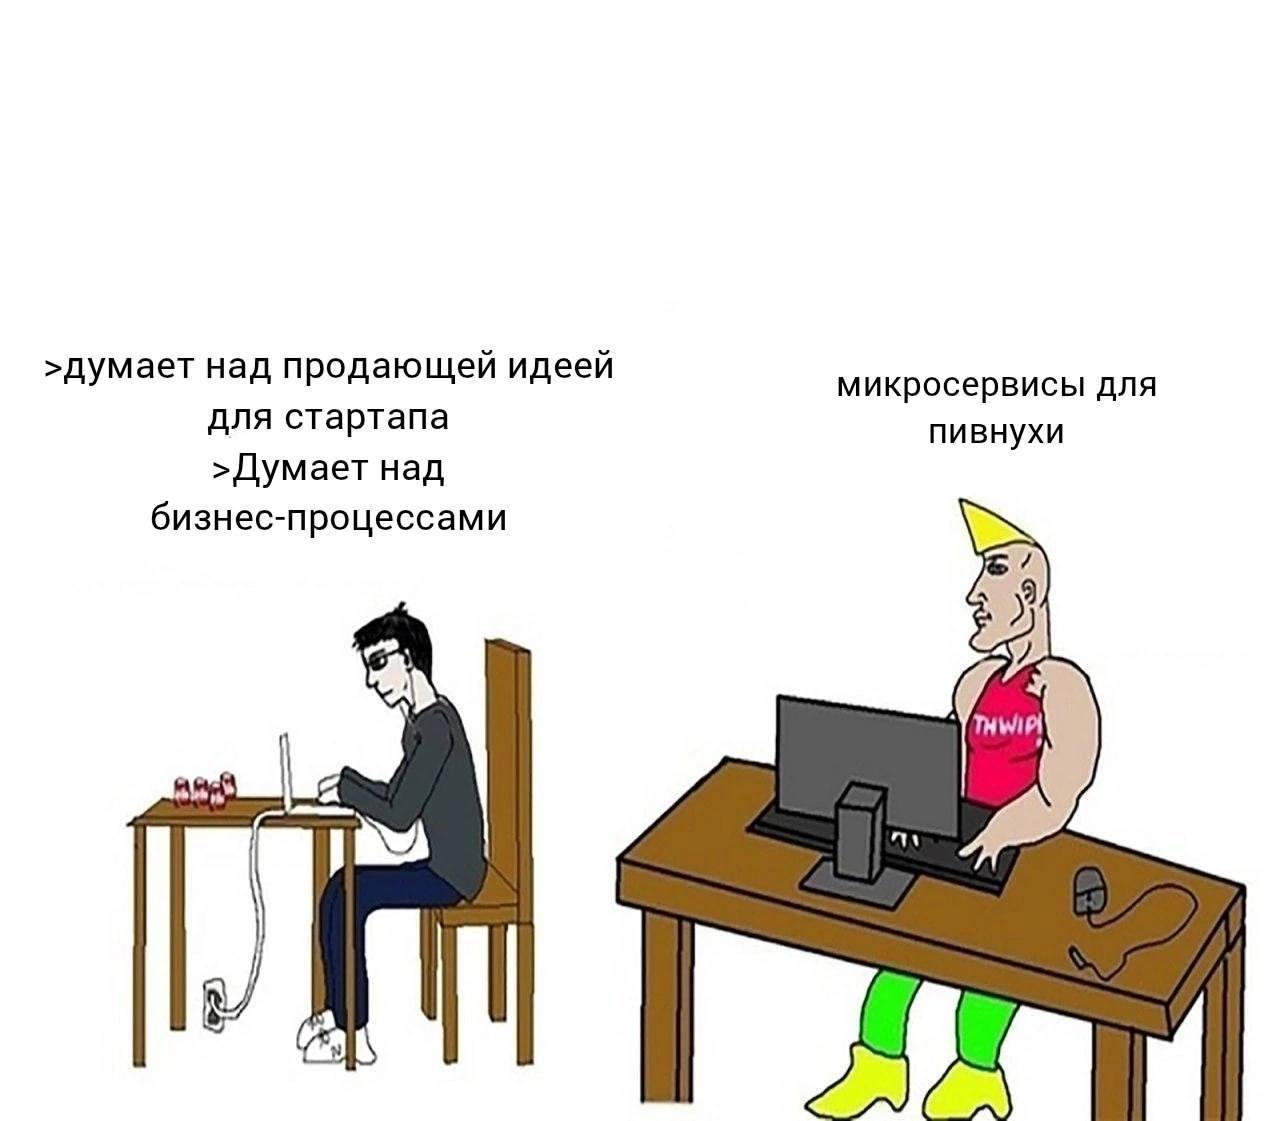 >думает над продающей идеей
для стартапа
>Думает над
бизнес-процессами
микросервисы для
пивнухи
THWIP!